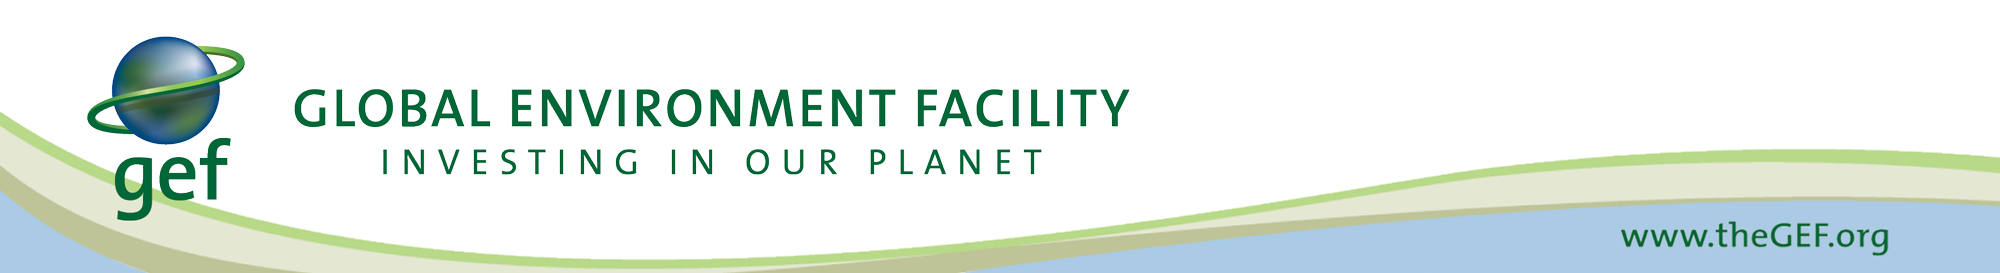 gef
GLOBAL ENVIRONMENT FACILITY
INVESTING IN OUR PLANET
www.theGEF.org